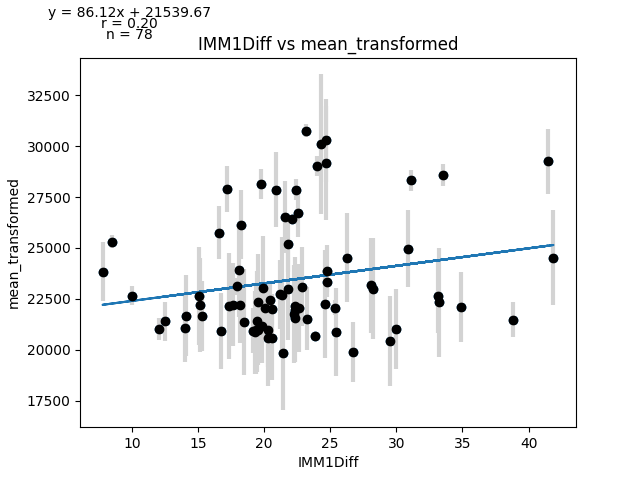 y = 86.12x + 21539.67
r = 0.20
n = 78
IMM1Diff vs mean_transformed
32500
30000
27500
25000
22500
20000
17500
mean_transformed
10 15 20 25 30 35 40
IMM1Diff